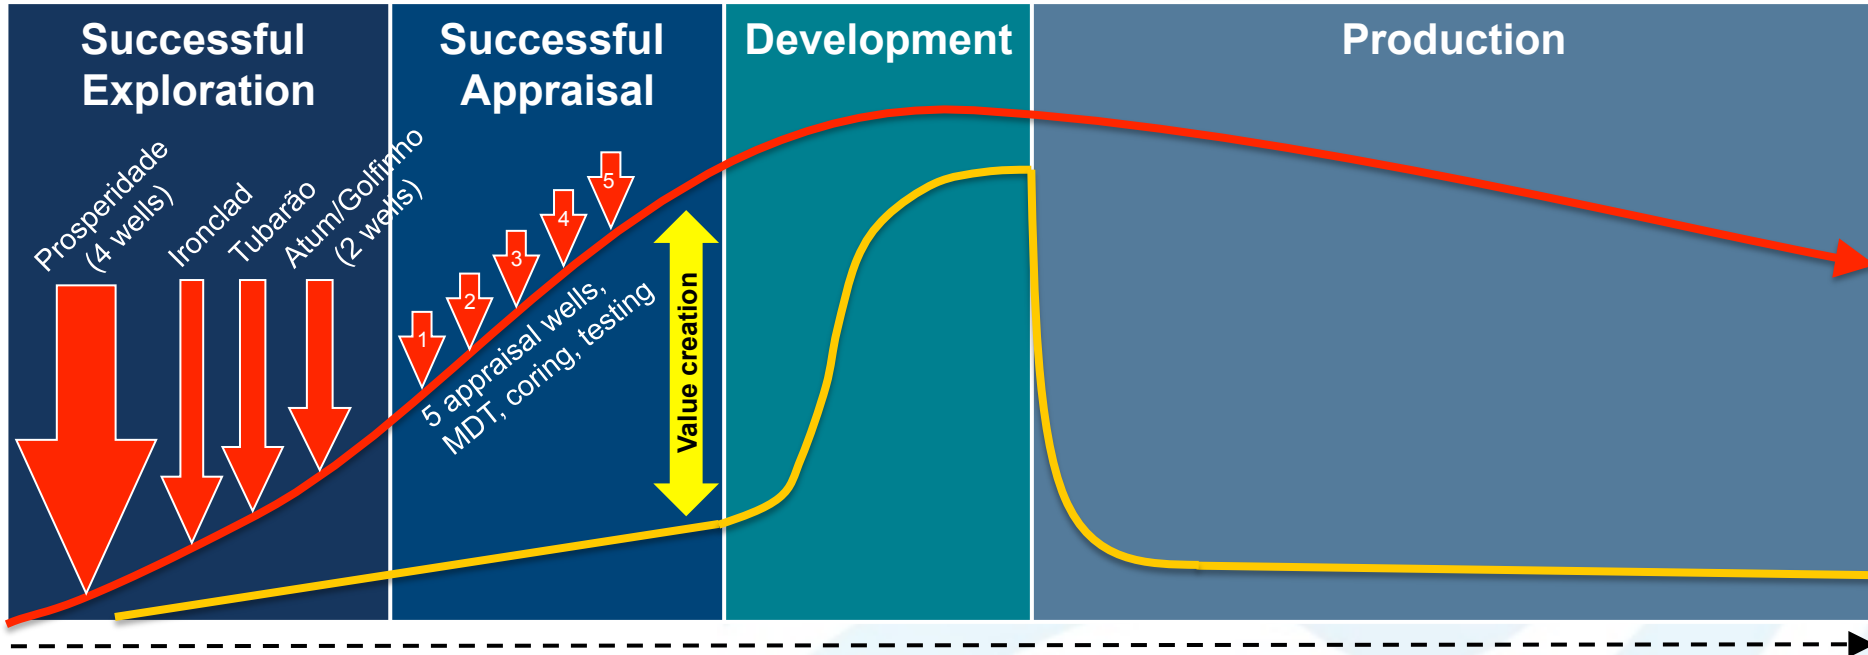 Successful
Exploration
Successful
Appraisal
Development
Production
Prosperidade
(4 wells)
Ironclad
Tubarão
Atum/Golfinho
(2 wells)
1
2
3
4
5
5 appraisal wells,
MDT, coring, testing
Value creation